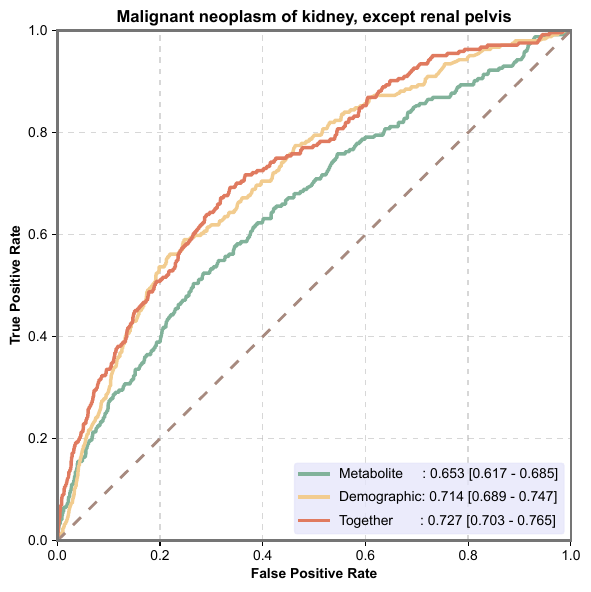 Malignant neoplasm of kidney, except renal pelvis
1.0
0.8
0.6
0.4
0.2
0.0
True Positive Rate
Metabolite : 0.653 [0.617 - 0.685]
Demographic: 0.714 [0.689 - 0.747]
Together : 0.727 [0.703 - 0.765]
0.0 0.2 0.4 0.6 0.8 1.0
False Positive Rate